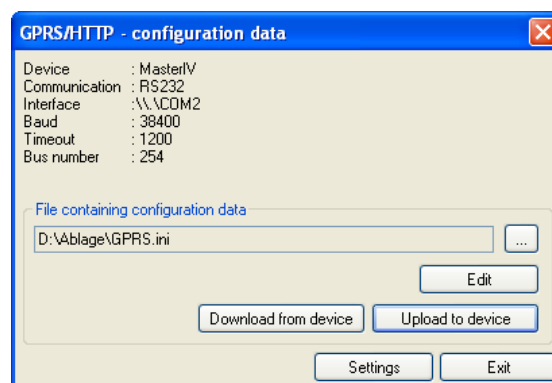 GPRS/HTTP - configuration data
Device : MasterIV
Communication : RS232
Interface :\\.\COM2
Baud : 38400
Timeout : 1200
Bus number : 254
File containing configuration data
D:\Ablage\GPRS.ini ...
Edit
Download from device Upload to device
Settings Exit